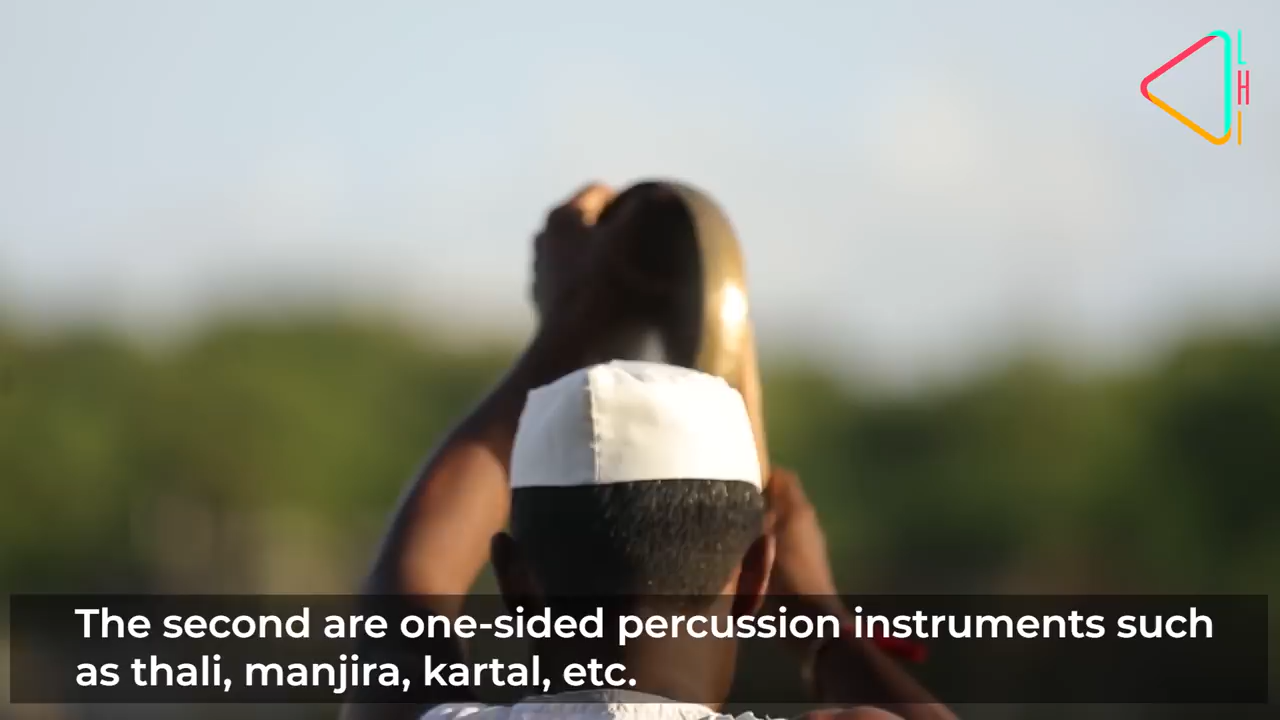 L
H
I
The second are one-sided percussion instruments such
as thali, manjira, kartal, etc.